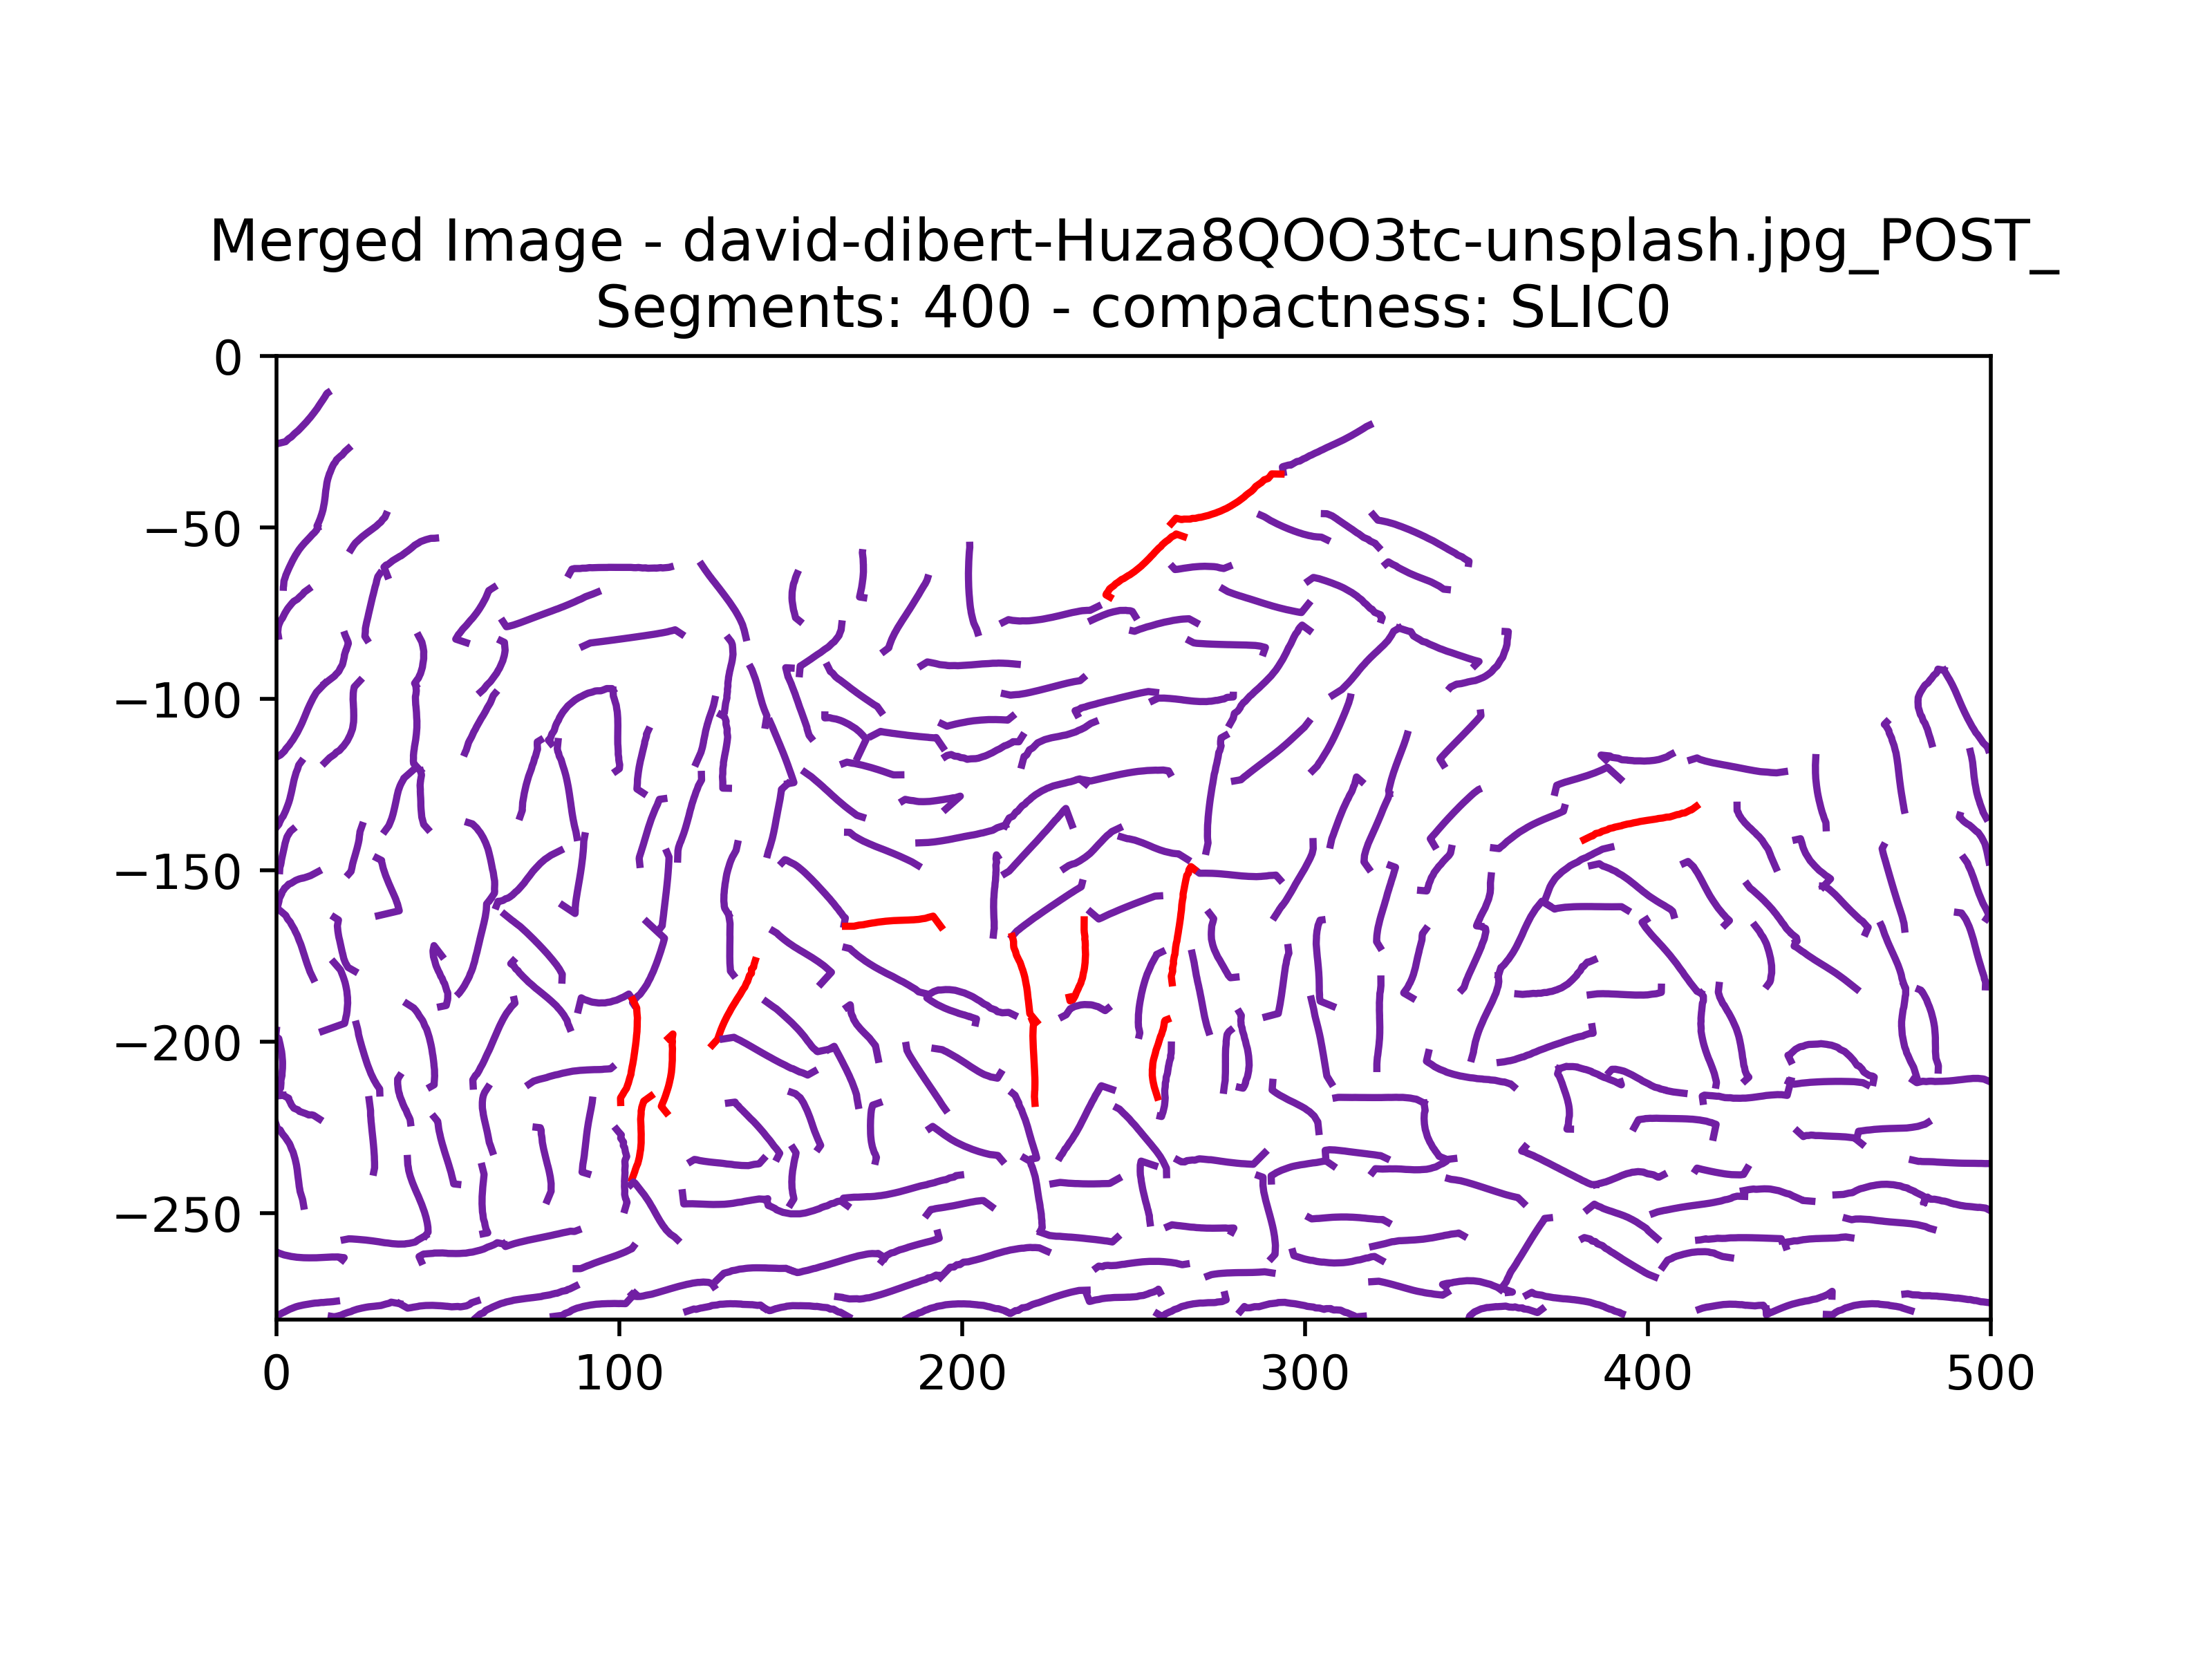 Merged Image - david-dibert-Huza8QOO3tc-unsplash.jpg_POST_
Segments: 400 - compactness: SLIC0
0
−50
−100
−150
−200
−250
0 100 200 300 400 500